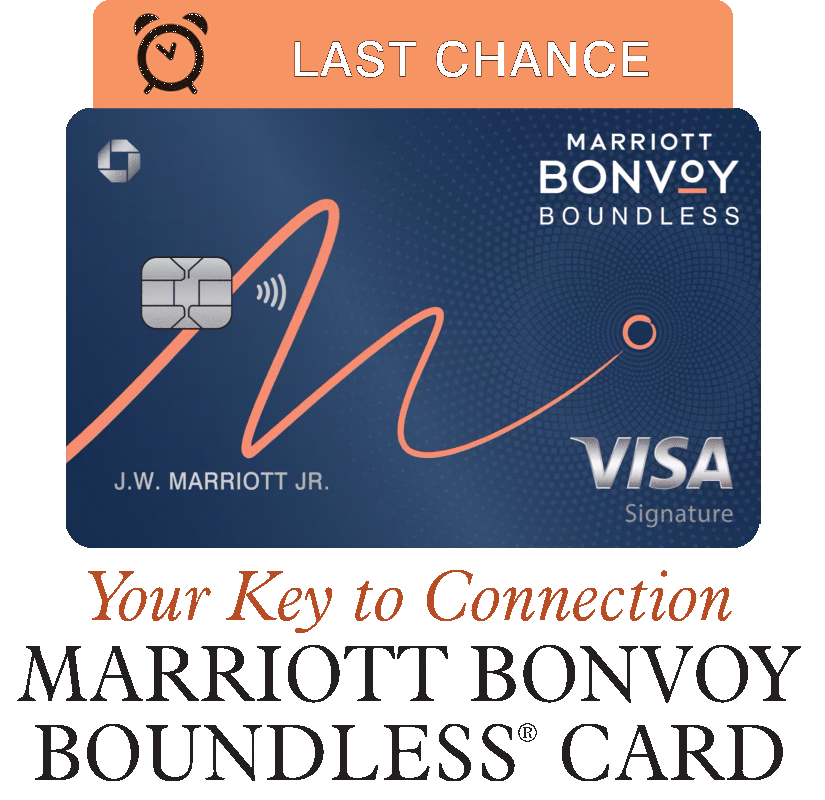 LAST CHANCE
MARRIOTT
BONVOY
BOUNDLESS
J.W. MARRIOTT JR.
VISA
Signature
Your Key to Connection
MARRIOTT BONVOY
BOUNDLESS® CARD